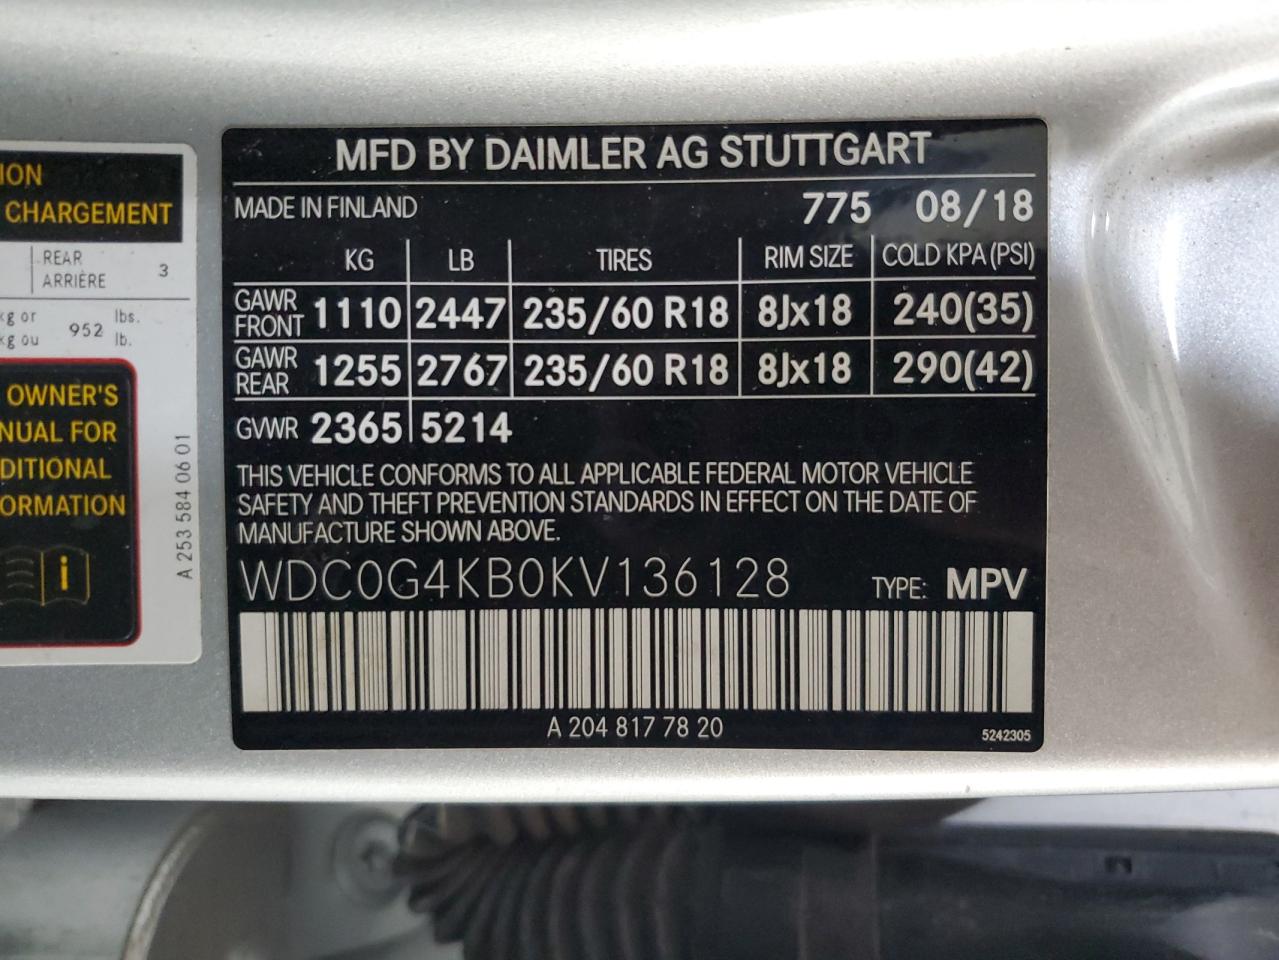 ION
CHARGEMENT
REAR
ARRIÈRE 3
kg or
kg ou 952 lbs.
lb.
OWNER'S
NUAL FOR
DITIONAL
ORMATION
i
A 253 584 06 01
MFD BY DAIMLER AG STUTTGART
MADE IN FINLAND 775 08/18
KG LB TIRES RIM SIZE COLD KPA (PSI)
GAWR FRONT 1110 2447 235/60 R18 8Jx18 240(35)
GAWR REAR 1255 2767 235/60 R18 8Jx18 290(42)
GVWR 2365 5214
THIS VEHICLE CONFORMS TO ALL APPLICABLE FEDERAL MOTOR VEHICLE
SAFETY AND THEFT PREVENTION STANDARDS IN EFFECT ON THE DATE OF
MANUFACTURE SHOWN ABOVE.
WDC0G4KB0KV136128 TYPE: MPV
A 204 817 78 20
5242305